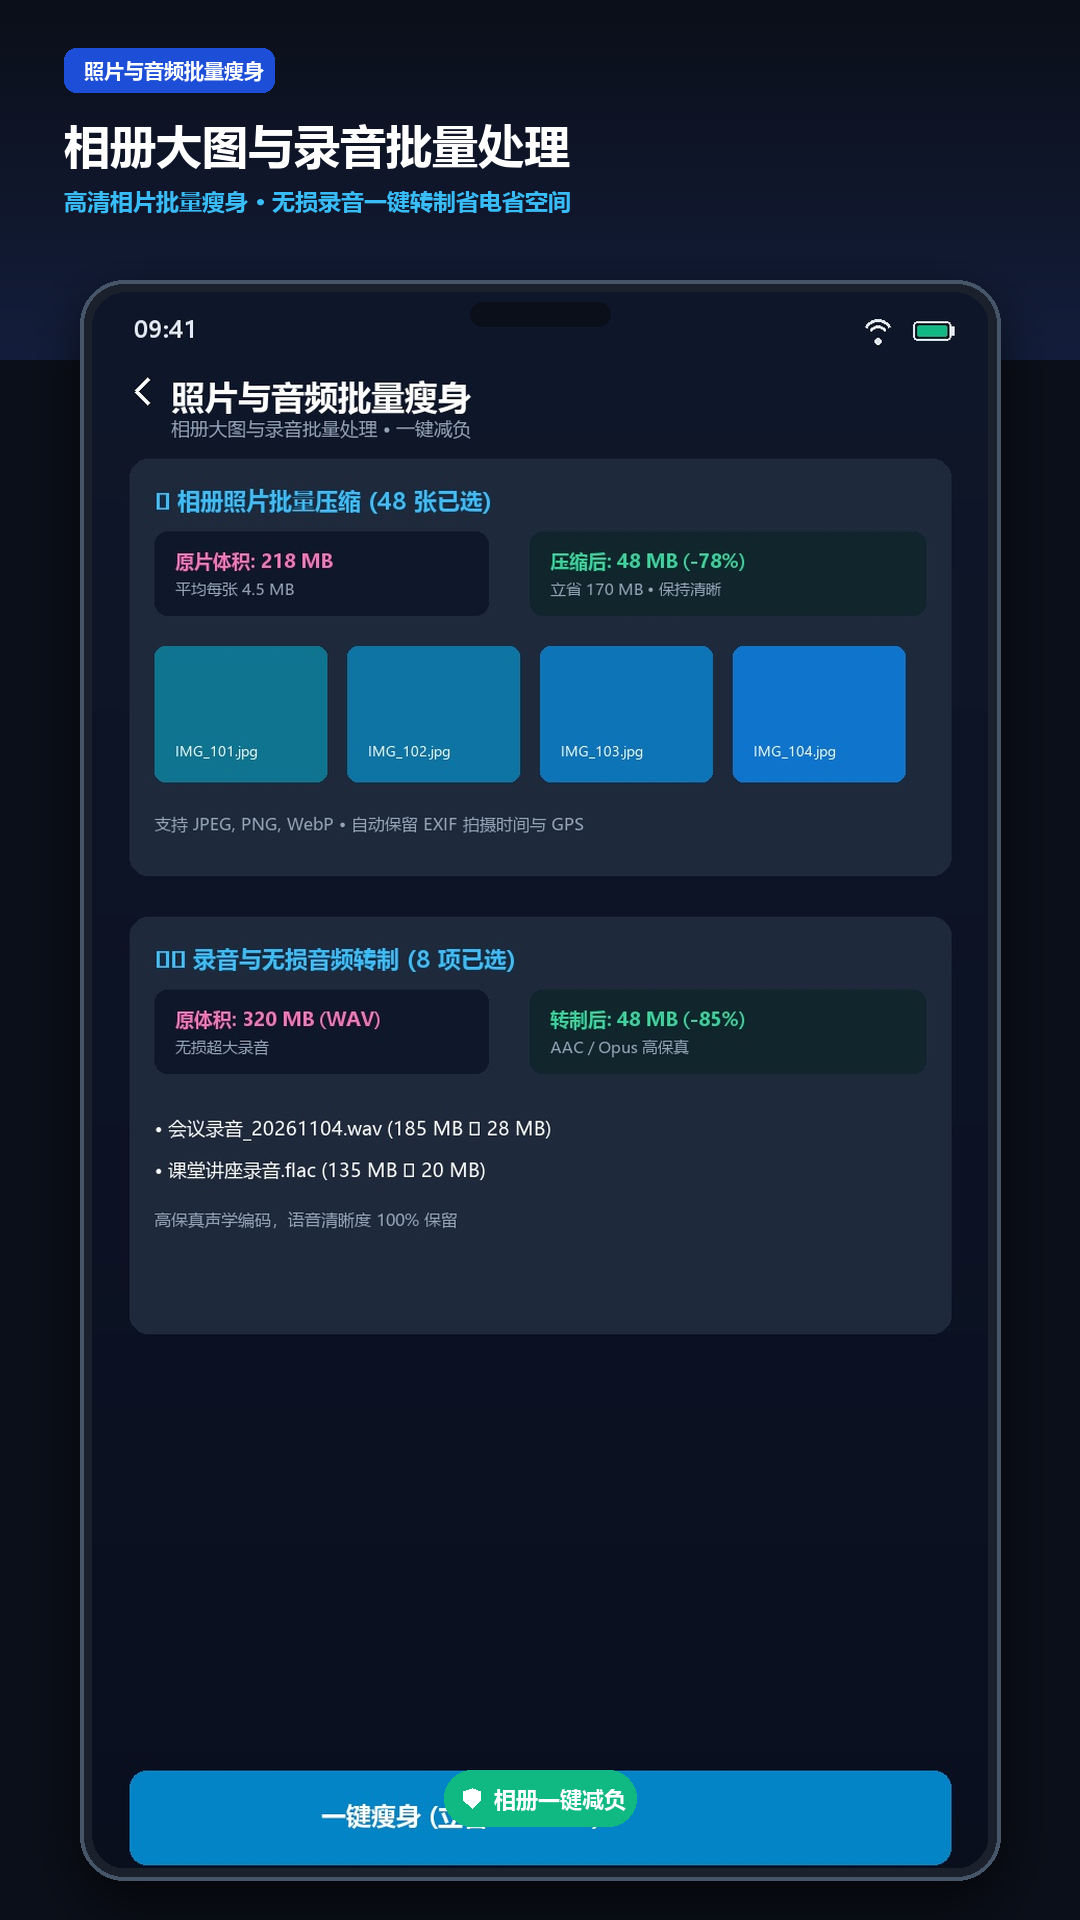 照片与音频批量瘦身
相册大图与录音批量处理
高清相片批量瘦身 • 无损录音一键转制省电省空间
09:41
照片与音频批量瘦身
相册大图与录音批量处理 • 一键减负
相册照片批量压缩 (48 张已选)
原片体积: 218 MB
平均每张 4.5 MB
压缩后: 48 MB (-78%)
立省 170 MB • 保持清晰
IMG_101.jpg
IMG_102.jpg
IMG_103.jpg
IMG_104.jpg
支持 JPEG, PNG, WebP • 自动保留 EXIF 拍摄时间与 GPS
录音与无损音频转制 (8 项已选)
原体积: 320 MB (WAV)
无损超大录音
转制后: 48 MB (-85%)
AAC / Opus 高保真
• 会议录音_20261104.wav (185 MB 28 MB)
• 课堂讲座录音.flac (135 MB 20 MB)
高保真声学编码，语音清晰度 100% 保留
一键瘦身
相册一键减负